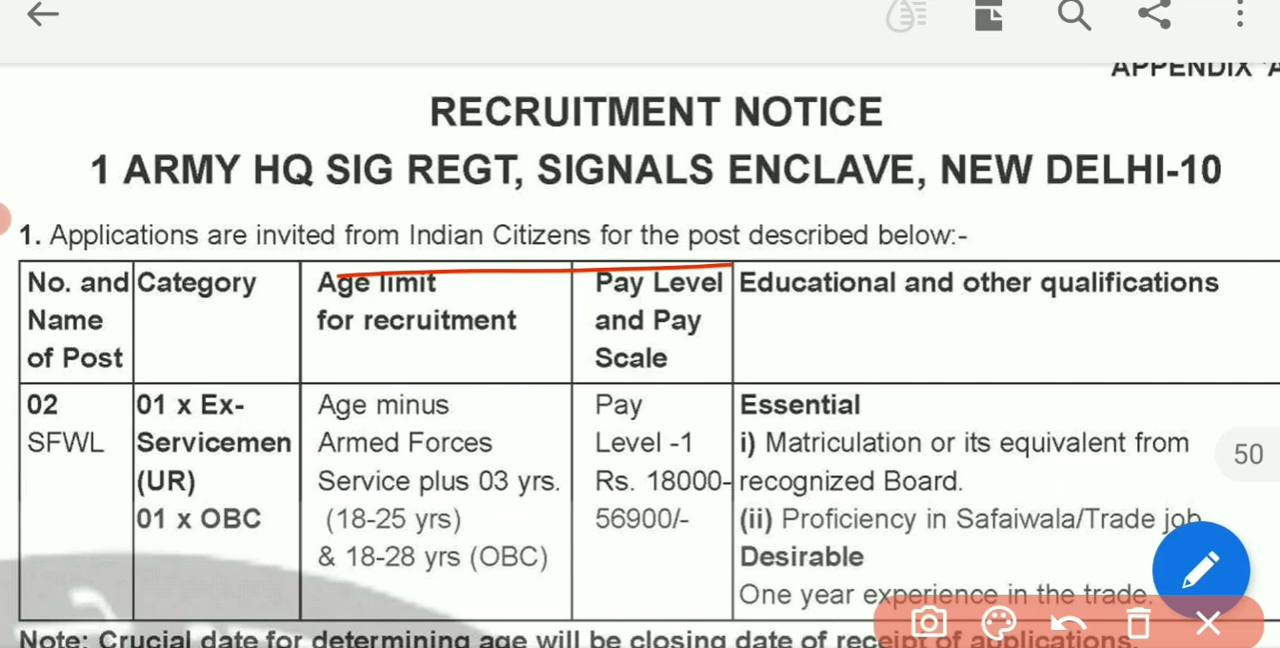 APPENDIX 'A
RECRUITMENT NOTICE
1 ARMY HQ SIG REGT, SIGNALS ENCLAVE, NEW DELHI-10
1. Applications are invited from Indian Citizens for the post described below:-
No. and Name of Post
Category
Age limit for recruitment
Pay Level and Pay Scale
Educational and other qualifications
02
SFWL
01 x Ex-
Servicemen
(UR)
01 x OBC
Age minus
Armed Forces
Service plus 03 yrs.
(18-25 yrs)
& 18-28 yrs (OBC)
Pay
Level -1
Rs. 18000-
56900/-
Essential
i) Matriculation or its equivalent from
recognized Board.
(ii) Proficiency in Safaiwala/Trade job
Desirable
One year experience in the trade.
50
Note: Crucial date for determining age will be closing date of receipt of applications.